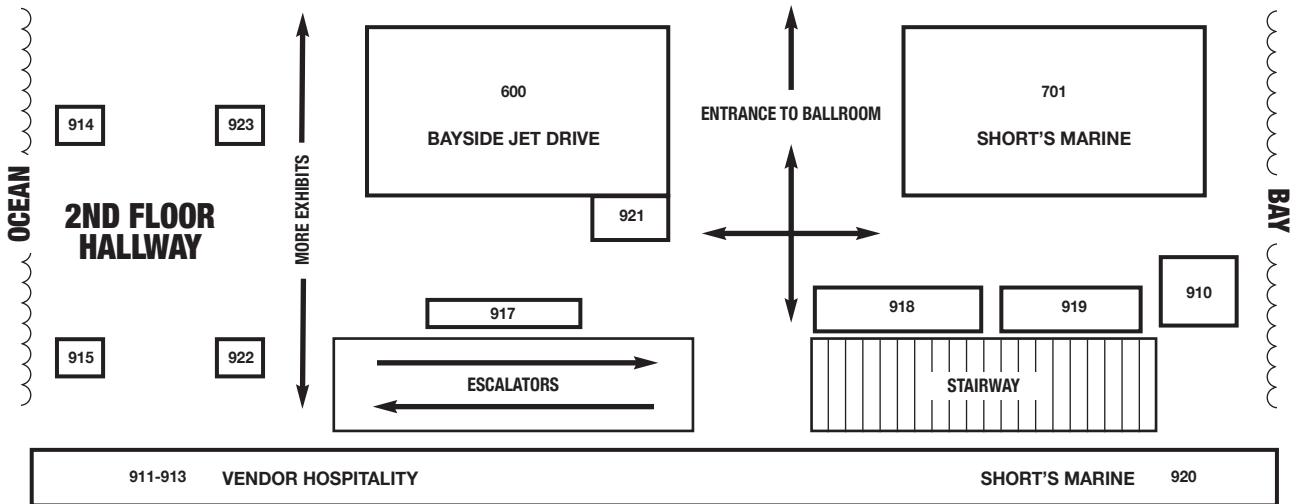 600
701
ENTRANCE TO BALLROOM
914
923
BAYSIDE JET DRIVE
SHORT'S MARINE
OCEAN
MORE EXHIBITS
BAY
2ND FLOOR
HALLWAY
921
910
918
919
917
915
922
ESCALATORS
STAIRWAY
911-913 VENDOR HOSPITALITY
SHORT'S MARINE 920